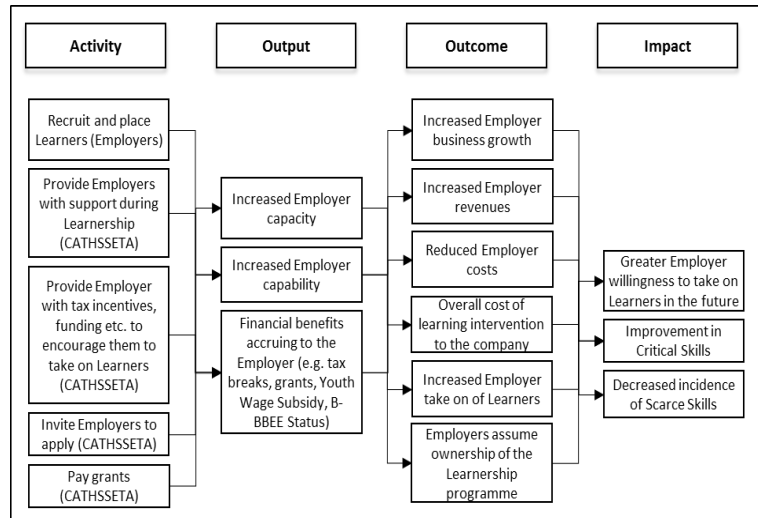 Activity
Output
Outcome
Impact
Recruit and place
Learners (Employers)
Provide Employers
with support during
Learnership
(CATHSSETA)
Provide Employer
with tax incentives,
funding etc. to
encourage them to
take on Learners
(CATHSSETA)
Invite Employers to
apply (CATHSSETA)
Pay grants
(CATHSSETA)
Increased Employer
capacity
Increased Employer
capability
Financial benefits
accruing to the
Employer (e.g. tax
breaks, grants, Youth
Wage Subsidy, B-
BBEE Status)
Increased Employer
business growth
Increased Employer
revenues
Reduced Employer
costs
Overall cost of
learning intervention
to the company
Increased Employer
take on of Learners
Employers assume
ownership of the
Learnership
programme
Greater Employer
willingness to take on
Learners in the future
Improvement in
Critical Skills
Decreased incidence
of Scarce Skills